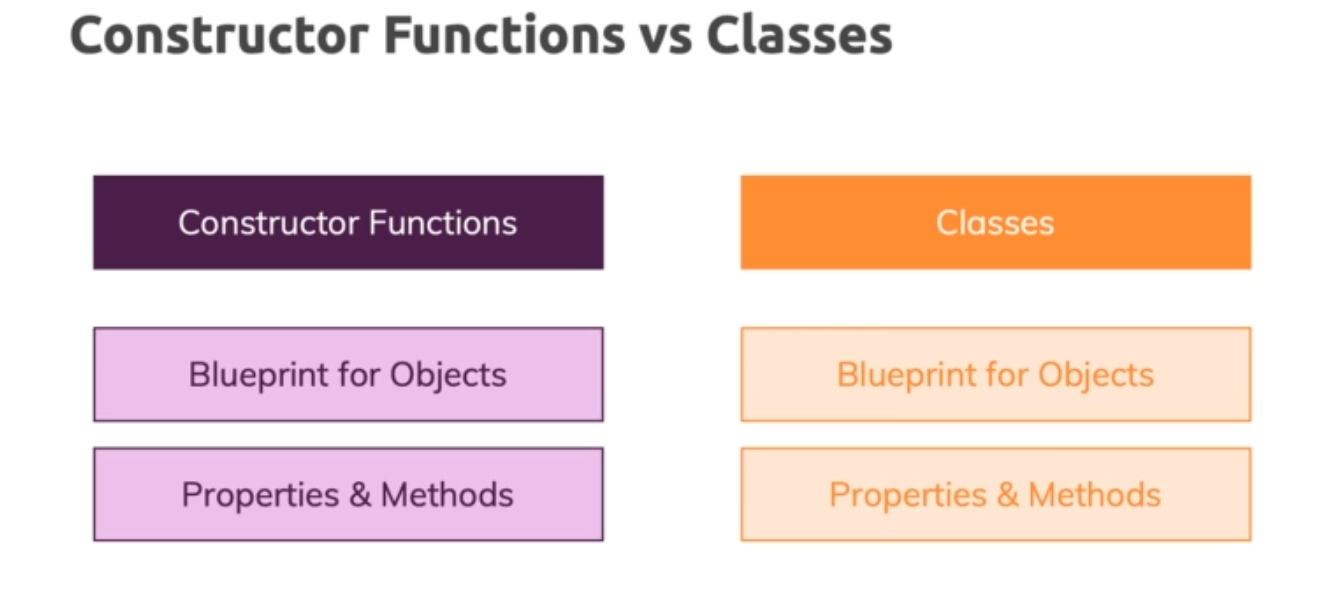 Constructor Functions vs Classes
Constructor Functions
Classes
Blueprint for Objects
Blueprint for Objects
Properties & Methods
Properties & Methods